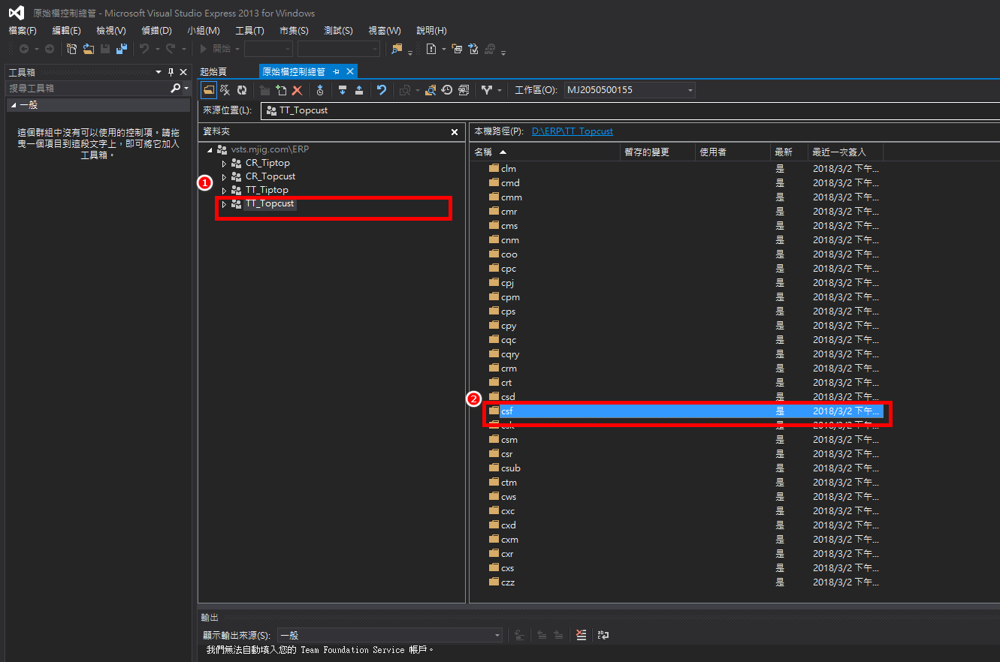 原始檔控制總管 - Microsoft Visual Studio Express 2013 for Windows
檔案(F) 編輯(E) 檢視(V) 偵錯(D) 小組(M) 工具(T) 市集(S) 測試(S) 視窗(W) 說明(H)
開始
工具箱
搜尋工具箱
一般
這個群組中沒有可以使用的控制項。請拖
曳一個項目到這段文字上，即可將它加入
工具箱。
起始頁 原始檔控制總管
工作區(O): MJ2050500155
來源位置(L): TT_Topcust
資料夾
vsts.mjig.com\ERP
CR_Tiptop
1
CR_Topcust
TT_Tiptop
TT_Topcust
本機路徑(P): D:\ERP\TT_Topcust
名稱 暫存的變更 使用者 最新 最近一次簽入
clm 是 2018/3/2 下午...
cmd 是 2018/3/2 下午...
cmm 是 2018/3/2 下午...
cmr 是 2018/3/2 下午...
cms 是 2018/3/2 下午...
cnm 是 2018/3/2 下午...
coo 是 2018/3/2 下午...
cpc 是 2018/3/2 下午...
cpj 是 2018/3/2 下午...
cpm 是 2018/3/2 下午...
cps 是 2018/3/2 下午...
cpy 是 2018/3/2 下午...
cqc 是 2018/3/2 下午...
cqry 是 2018/3/2 下午...
crm 是 2018/3/2 下午...
crt 是 2018/3/2 下午...
csd 是 2018/3/2 下午...
2
csf 是 2018/3/2 下午...
是 2018/3/2 下午...
csm 是 2018/3/2 下午...
csr 是 2018/3/2 下午...
csub 是 2018/3/2 下午...
ctm 是 2018/3/2 下午...
cws 是 2018/3/2 下午...
cxc 是 2018/3/2 下午...
cxd 是 2018/3/2 下午...
cxm 是 2018/3/2 下午...
cxr 是 2018/3/2 下午...
cxs 是 2018/3/2 下午...
czz 是 2018/3/2 下午...
輸出
顯示輸出來源(S): 一般
我們無法自動填入您的 Team Foundation Service 帳戶。